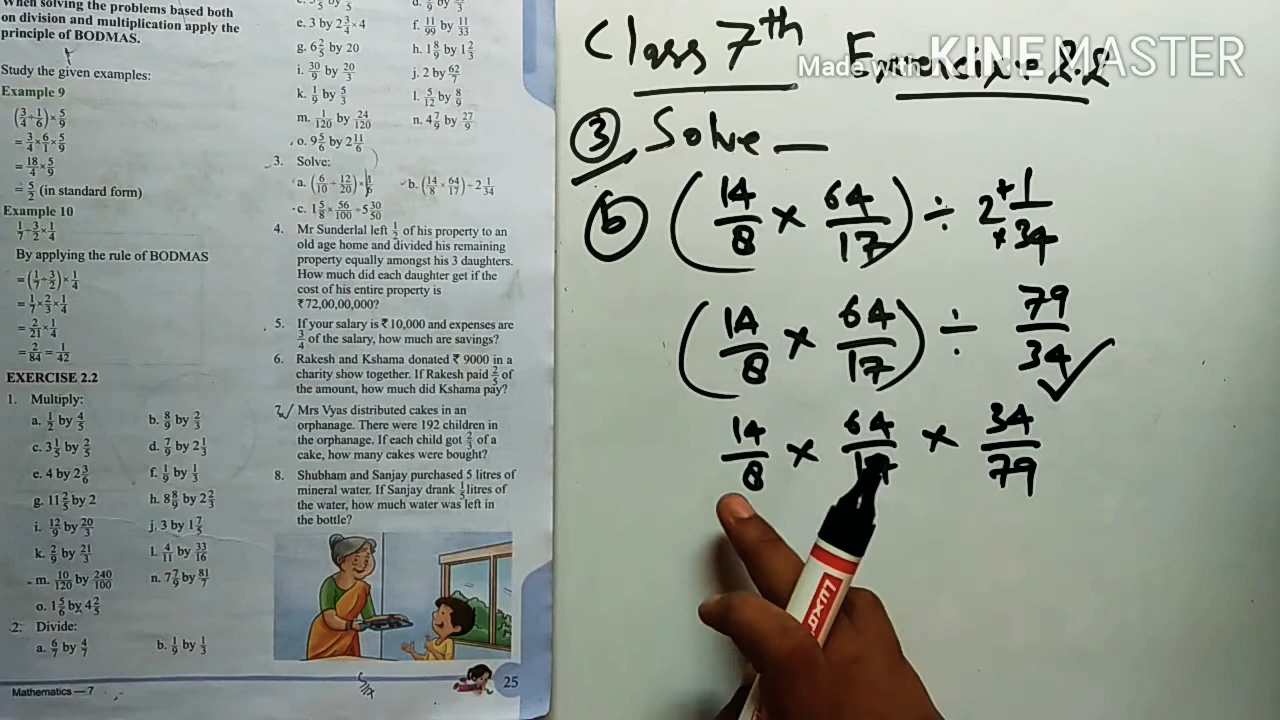 When solving the problems based both
on division and multiplication apply the
principle of BODMAS.
Study the given examples:
Example 9
(3/4 ÷ 1/6) × 5/9
= 3/4 × 6/1 × 5/9
= 18/4 × 5/9
= 5/2 (in standard form)
Example 10
1/7 ÷ 3/2 × 1/4
By applying the rule of BODMAS
= (1/7 ÷ 3/2) × 1/4
= 1/7 × 2/3 × 1/4
= 2/21 × 1/4
= 2/84 = 1/42
EXERCISE 2.2
1. Multiply:
a. 1/2 by 4/5 b. 8/9 by 2/3
c. 3 1/5 by 2/5 d. 7/9 by 2 1/3
e. 4 by 2 3/6 f. 1/9 by 1/3
g. 11 2/5 by 2 h. 8 8/9 by 2 2/3
i. 12/9 by 20/3 j. 3 by 1 7/5
k. 2/9 by 21/3 l. 4/11 by 33/16
m. 10/120 by 240/100 n. 7 7/9 by 81/7
o. 1 5/6 by 4 2/5
2. Divide:
a. 6/7 by 4/7 b. 1/9 by 1/3
e. 3 by 2 3/4 × 4 f. 11/99 by 11/33
g. 6 2/5 by 20 h. 1 8/9 by 1 2/3
i. 30/9 by 20/3 j. 2 by 62/7
k. 1/9 by 5/3 l. 5/12 by 8/9
m. 1/120 by 24/120 n. 4 7/9 by 27/9
o. 9 5/6 by 2 11/6
3. Solve:
a. (6/10 ÷ 12/20) × 1/6 b. (14/8 × 64/17) ÷ 2 1/34
c. 1 5/8 × 56/100 ÷ 5 30/50
4. Mr Sunderlal left 1/2 of his property to an
old age home and divided his remaining
property equally amongst his 3 daughters.
How much did each daughter get if the
cost of his entire property is
₹72,00,00,000?
5. If your salary is ₹10,000 and expenses are
3/4 of the salary, how much are savings?
6. Rakesh and Kshama donated ₹ 9000 in a
charity show together. If Rakesh paid 2/5 of
the amount, how much did Kshama pay?
7. Mrs Vyas distributed cakes in an
orphanage. There were 192 children in
the orphanage. If each child got 2/3 of a
cake, how many cakes were bought?
8. Shubham and Sanjay purchased 5 litres of
mineral water. If Sanjay drank 1/5 litres of
the water, how much water was left in
the bottle?
Mathematics—7
25
Class 7th Exercise:- 2.2
Made with KINEMASTER
③ Solve —
ⓑ (14/8 × 64/17) ÷ 2 + 1/× 34
(14/8 × 64/17) ÷ 79/34 ✓
14/8 × 64/17 × 34/79
Luxor